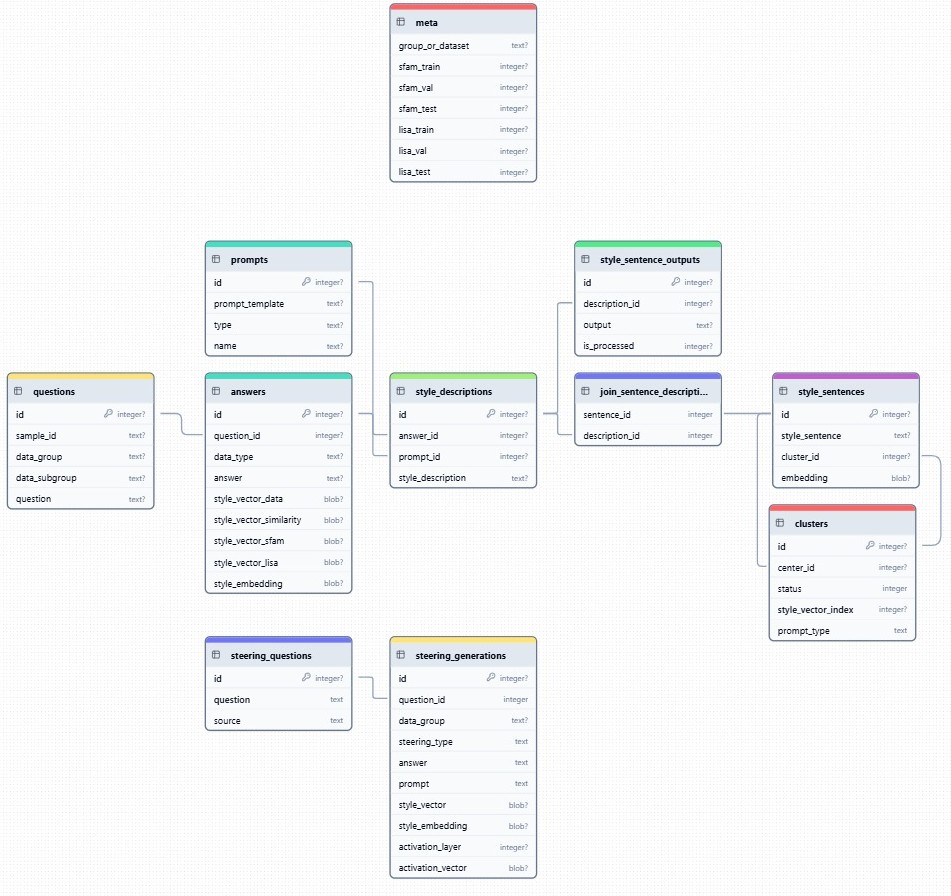 meta
group_or_dataset text?
sfam_train integer?
sfam_val integer?
sfam_test integer?
lisa_train integer?
lisa_val integer?
lisa_test integer?
prompts
id integer?
prompt_template text?
type text?
name text?
style_sentence_outputs
id integer?
description_id integer?
output text?
is_processed integer?
questions
id integer?
sample_id text?
data_group text?
data_subgroup text?
question text?
answers
id integer?
question_id integer?
data_type text?
answer text?
style_vector_data blob?
style_vector_similarity blob?
style_vector_sfam blob?
style_vector_lisa blob?
style_embedding blob?
style_descriptions
id integer?
answer_id integer?
prompt_id integer?
style_description text?
join_sentence_descripti...
sentence_id integer
description_id integer
style_sentences
id integer?
style_sentence text?
cluster_id integer?
embedding blob?
clusters
id integer?
center_id integer?
status integer
style_vector_index integer?
prompt_type text
steering_questions
id integer?
question text
source text
steering_generations
id integer?
question_id integer
data_group text?
steering_type text
answer text
prompt text
style_vector blob?
style_embedding blob?
activation_layer integer?
activation_vector blob?